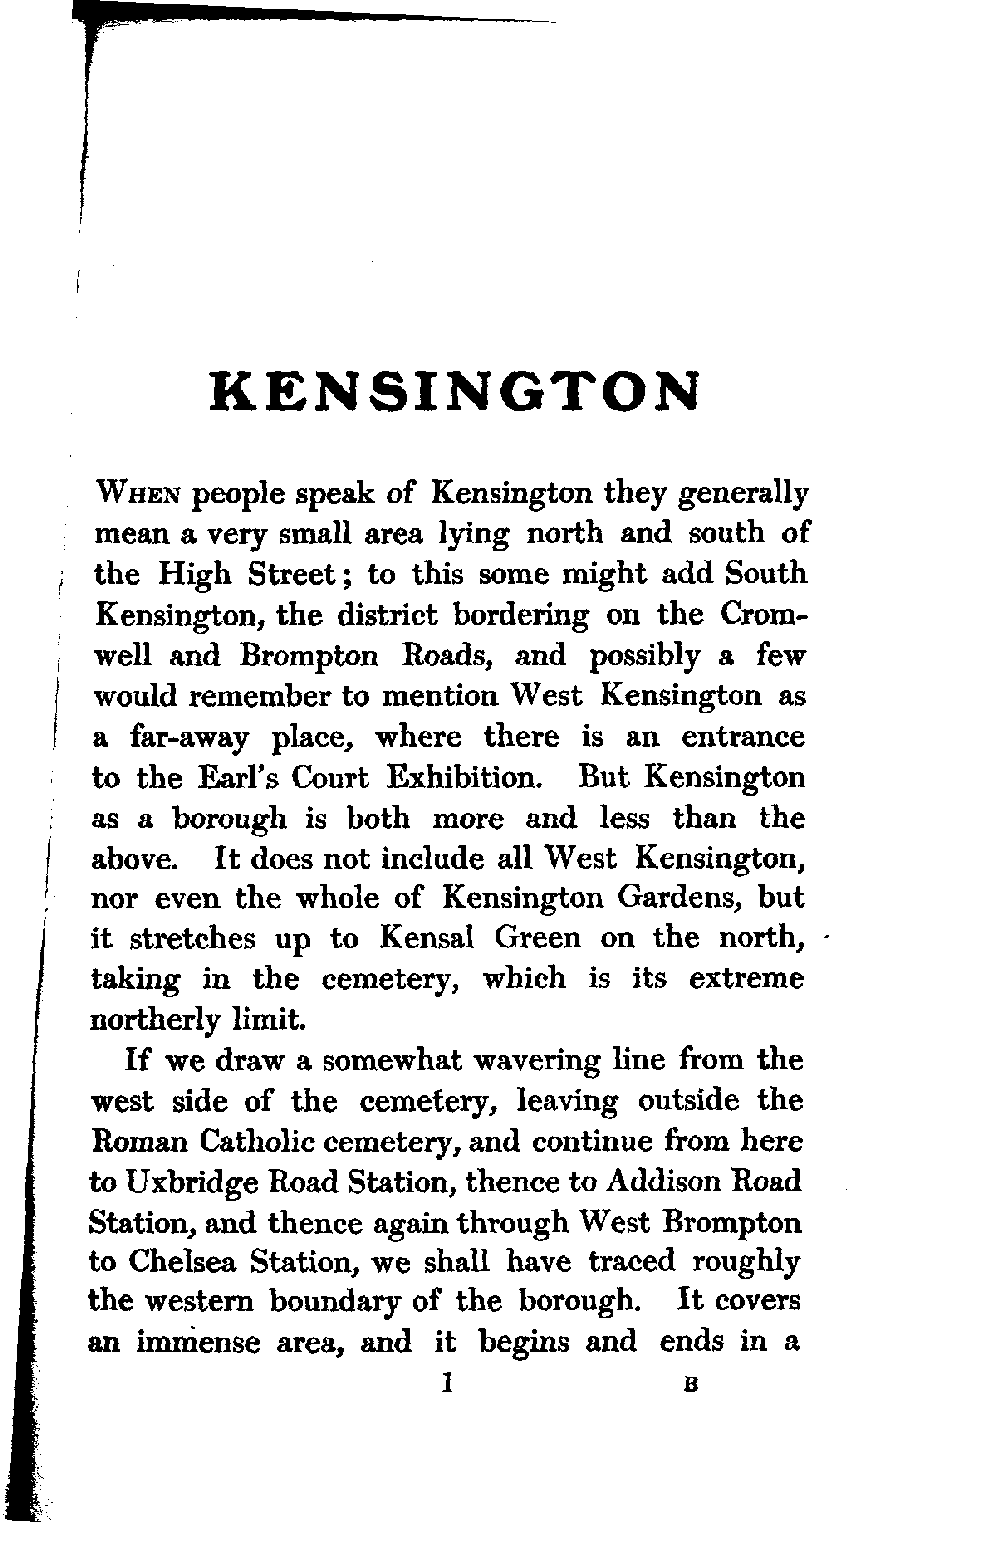 KENSINGTON
WHEN people speak of Kensington they generally
mean a very small area lying north and south of
the High Street; to this some might add South
Kensington, the district bordering on the Crom-
well and Brompton Roads, and possibly a few
would remember to mention West Kensington as
a far-away place, where there is an entrance
to the Earl's Court Exhibition. But Kensington
as a borough is both more and less than the
above. It does not include all West Kensington,
nor even the whole of Kensington Gardens, but
it stretches up to Kensal Green on the north,
taking in the cemetery, which is its extreme
northerly limit.
If we draw a somewhat wavering line from the
west side of the cemetery, leaving outside the
Roman Catholic cemetery, and continue from here
to Uxbridge Road Station, thence to Addison Road
Station, and thence again through West Brompton
to Chelsea Station, we shall have traced roughly
the western boundary of the borough. It covers
an immense area, and it begins and ends in a
1 B